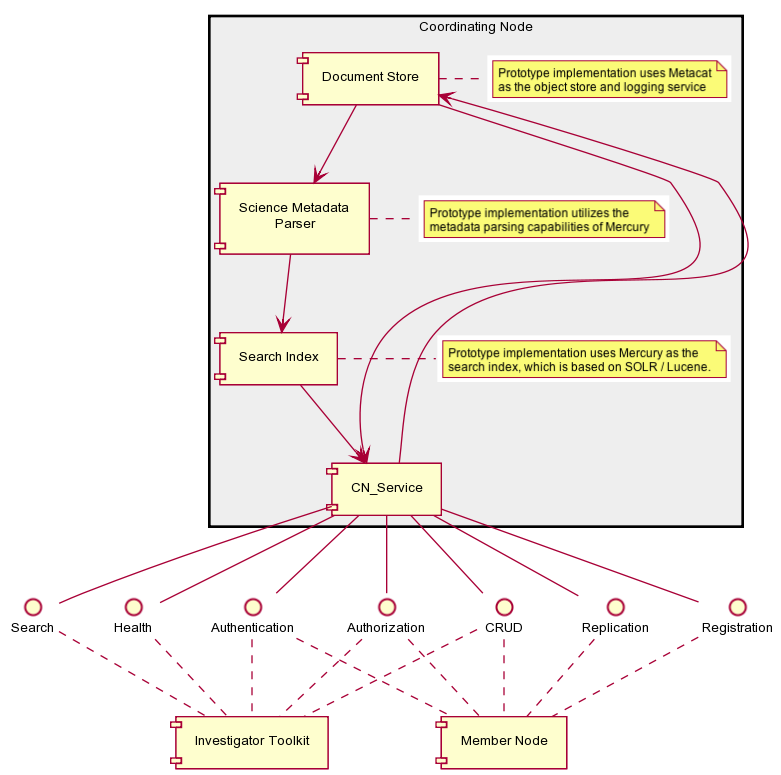 Coordinating Node
Document Store
Prototype implementation uses Metacat
as the object store and logging service
Science Metadata
Parser
Prototype implementation utilizes the
metadata parsing capabilities of Mercury
Search Index
Prototype implementation uses Mercury as the
search index, which is based on SOLR / Lucene.
CN_Service
Search
Health
Authentication
Authorization
CRUD
Replication
Registration
Investigator Toolkit
Member Node